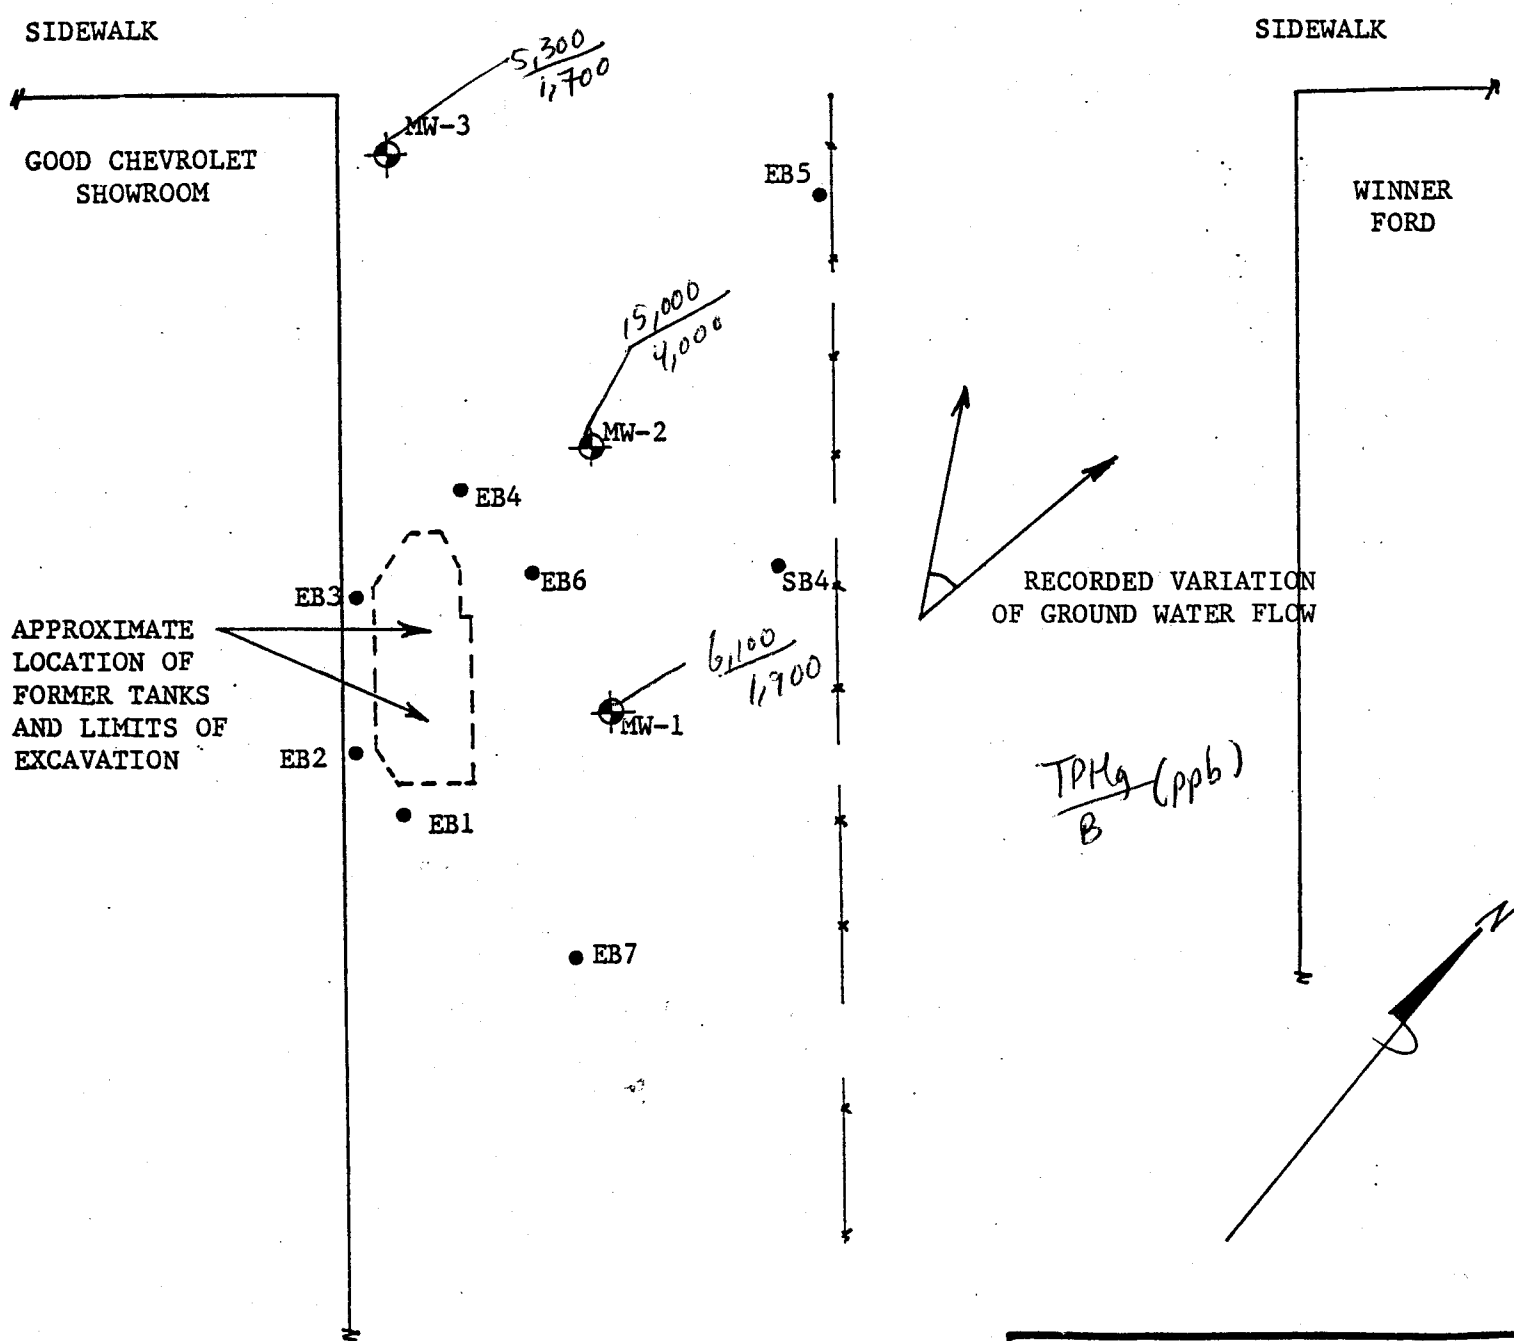 SIDEWALK
SIDEWALK
5,300
1,700
MW-3
GOOD CHEVROLET
SHOWROOM
EB5
WINNER
FORD
15,000
4,000
MW-2
EB4
EB6
SB4
EB3
RECORDED VARIATION
OF GROUND WATER FLOW
APPROXIMATE
LOCATION OF
FORMER TANKS
AND LIMITS OF
EXCAVATION
6,100
1,900
MW-1
EB2
TPHg (ppb)
B
EB1
EB7
N